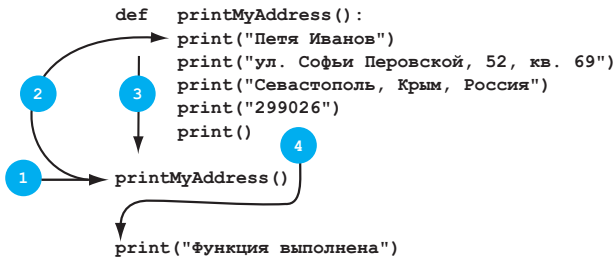 def printMyAddress():
print("Петя Иванов")
print("ул. Софьи Перовской, 52, кв. 69")
print("Севастополь, Крым, Россия")
print("299026")
print()
2
3
4
1
printMyAddress()
print("Функция выполнена")